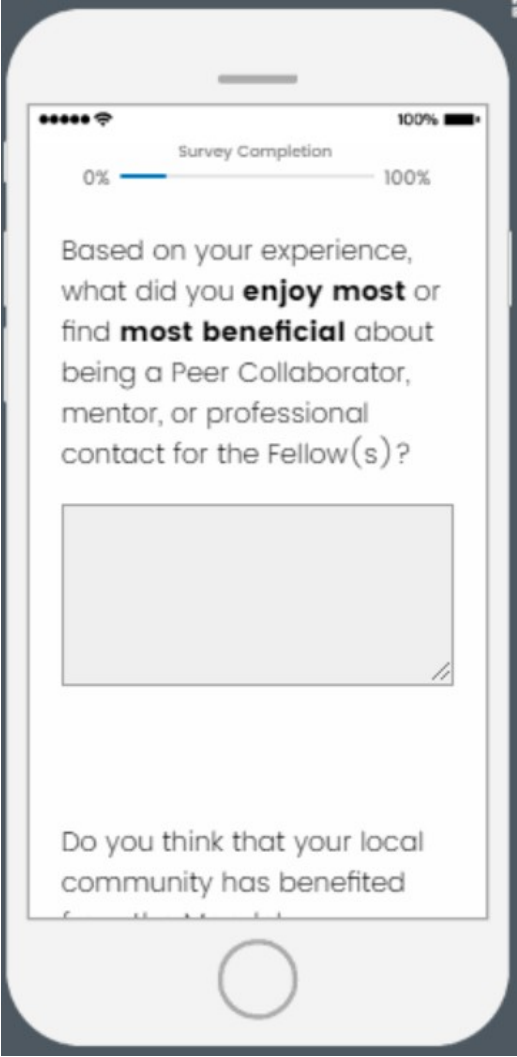 100%
Survey Completion
0% 100%
Based on your experience,
what did you enjoy most or
find most beneficial about
being a Peer Collaborator,
mentor, or professional
contact for the Fellow(s)?
Do you think that your local
community has benefited